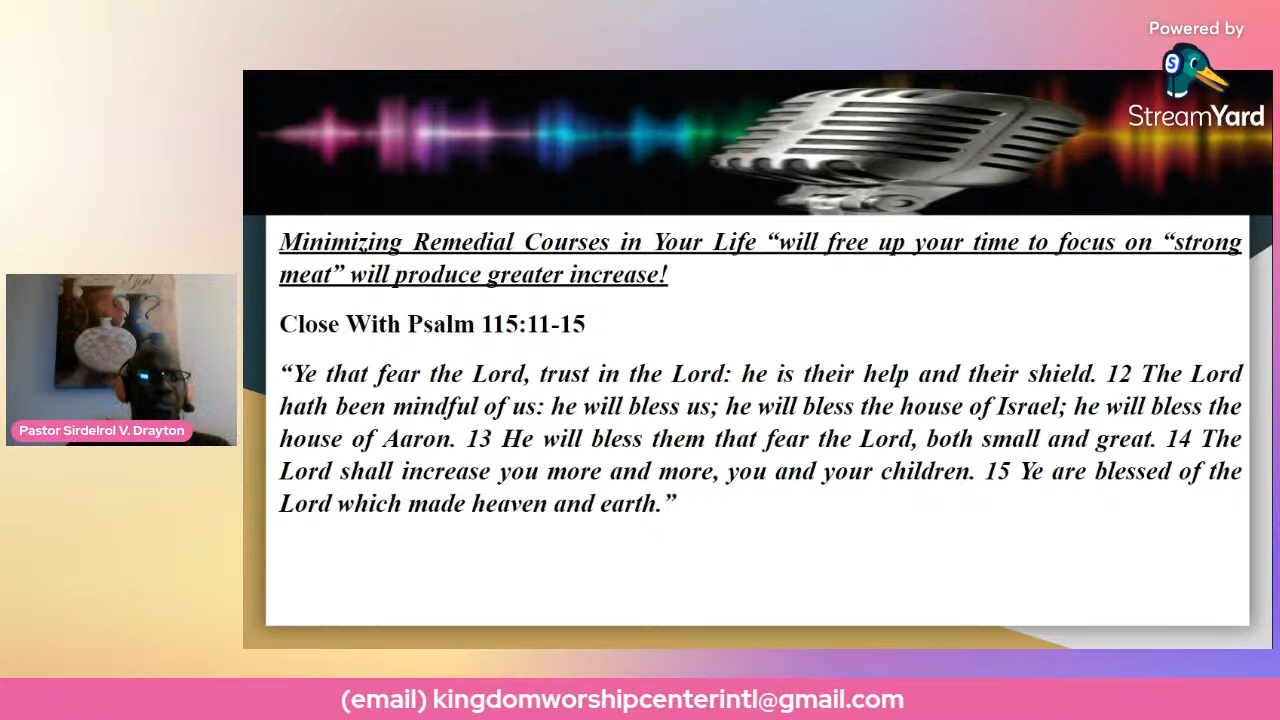 Powered by
StreamYard
Minimizing Remedial Courses in Your Life “will free up your time to focus on “strong
meat” will produce greater increase!
Close With Psalm 115:11-15
“Ye that fear the Lord, trust in the Lord: he is their help and their shield. 12 The Lord
hath been mindful of us: he will bless us; he will bless the house of Israel; he will bless the
house of Aaron. 13 He will bless them that fear the Lord, both small and great. 14 The
Lord shall increase you more and more, you and your children. 15 Ye are blessed of the
Lord which made heaven and earth.”
Pastor Sirdelrol V. Drayton
(email) kingdomworshipcenterintl@gmail.com